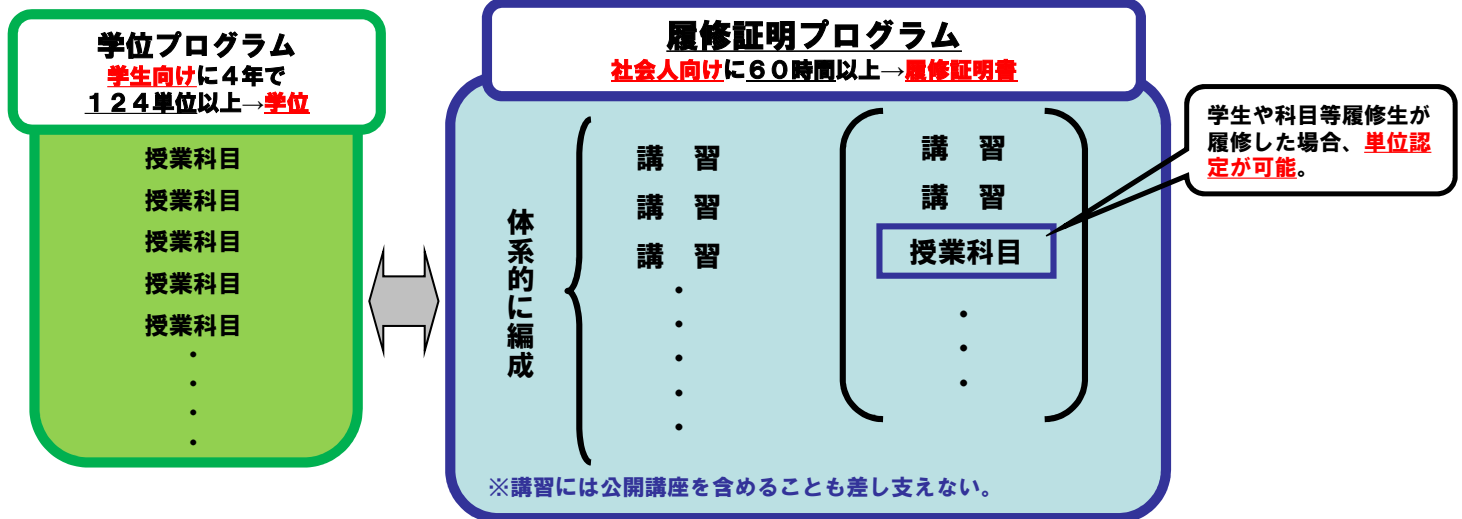 学位プログラム
学生向けに4年で
124単位以上→学位
授業科目
授業科目
授業科目
授業科目
授業科目
・
・
・
・
履修証明プログラム
社会人向けに60時間以上→履修証明書
体系的に編成
講 習
講 習
講 習
・
・
・
・
・
講 習
講 習
授業科目
・
・
・
学生や科目等履修生が
履修した場合、単位認
定が可能。
※講習には公開講座を含めることも差し支えない。